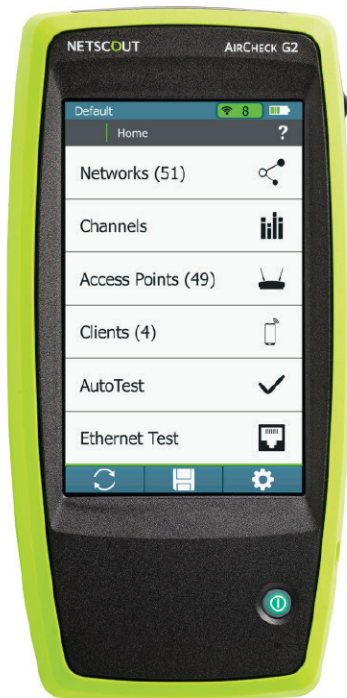 NETSCOUT
AIRCHECK G2
Default
8
Home
?
Networks (51)
Channels
Access Points (49)
Clients (4)
AutoTest
Ethernet Test